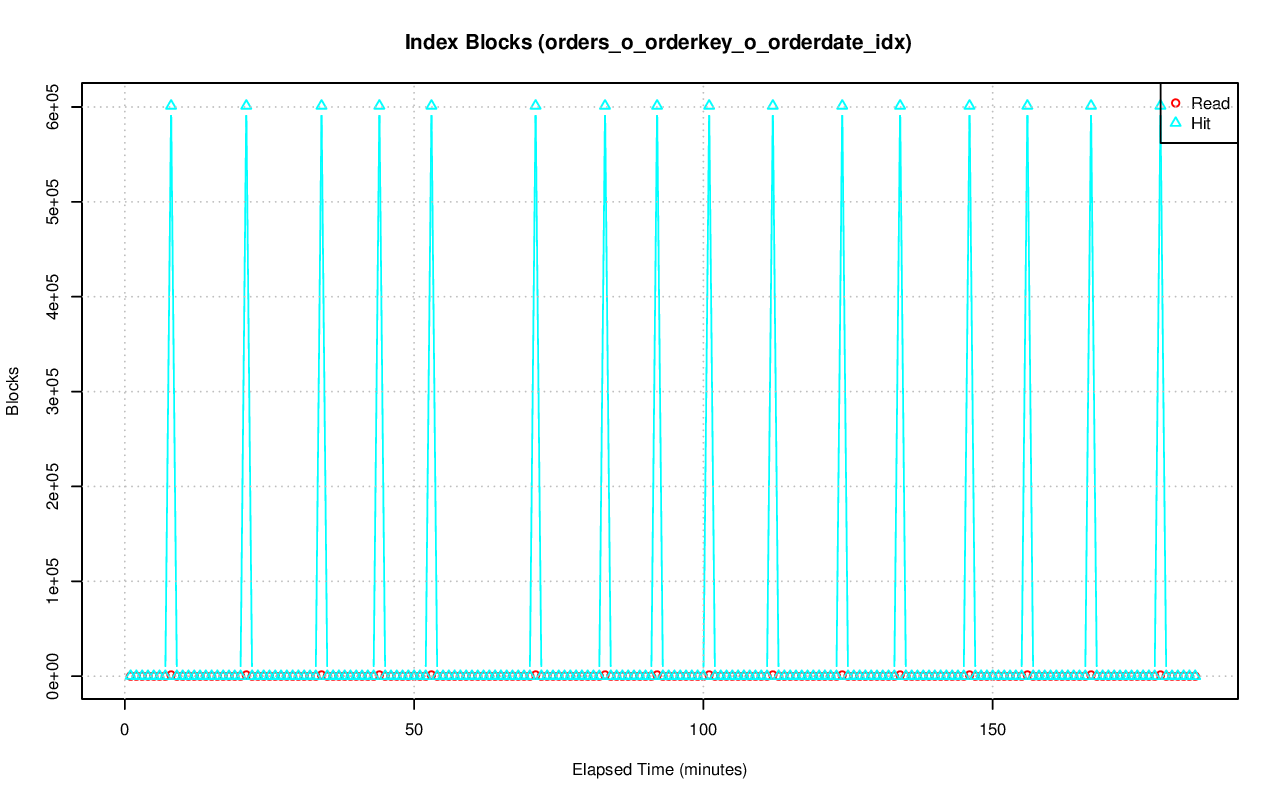 Index Blocks (orders_o_orderkey_o_orderdate_idx)
Read
Hit
6e+05
5e+05
4e+05
3e+05
2e+05
1e+05
0e+00
Blocks
0 50 100 150
Elapsed Time (minutes)